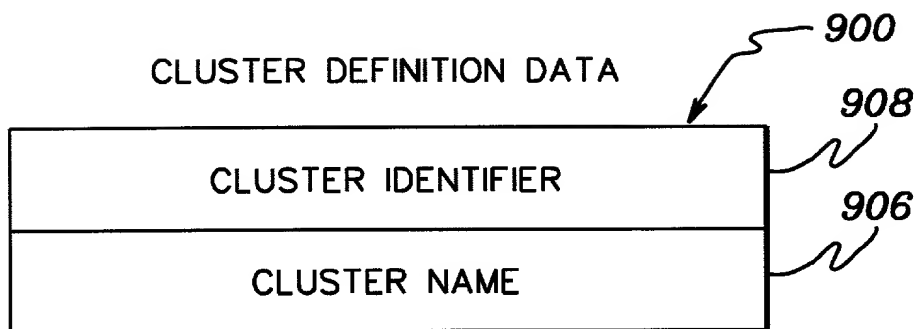 900
CLUSTER DEFINITION DATA
908
CLUSTER IDENTIFIER
906
CLUSTER NAME